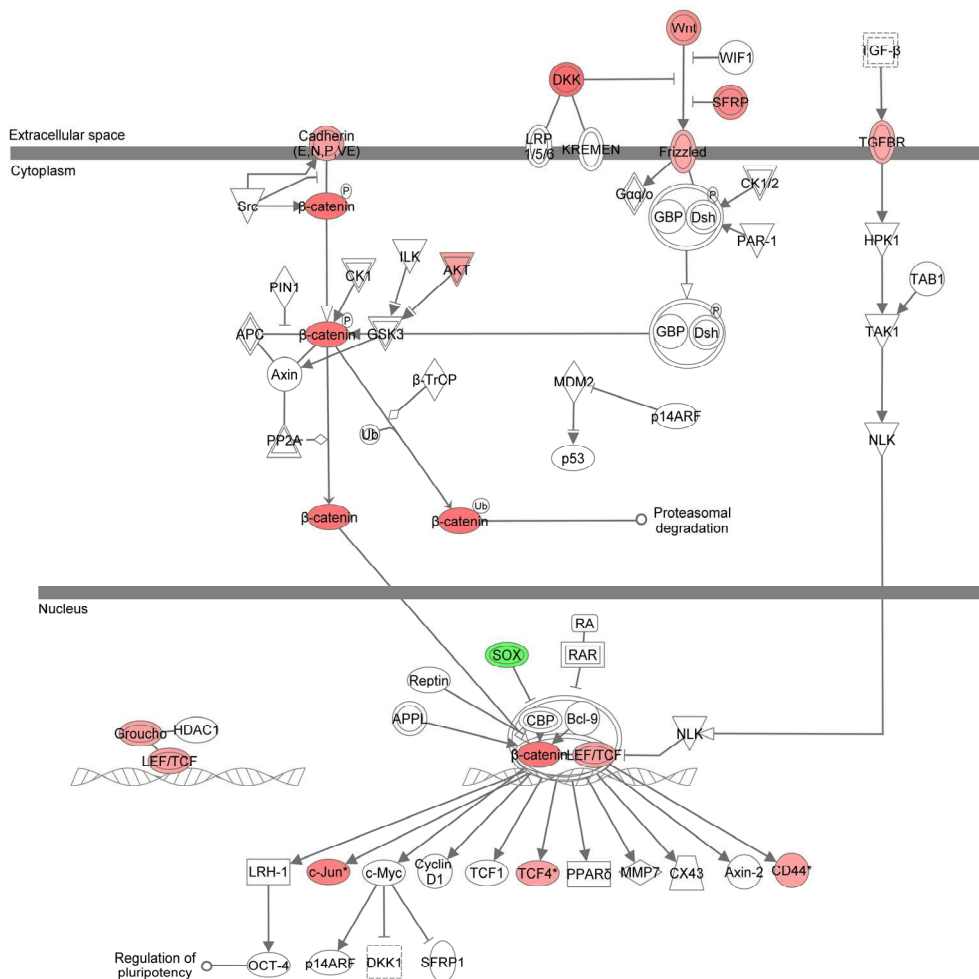 Wnt
WIF1
TGF-β
DKK
SFRP
Extracellular space
Cadherin
(E,N,P,VE)
LRP
1/5/6
KREMEN
Frizzled
TGFBR
Cytoplasm
Src
β-catenin
P
Gαq/o
GBP
Dsh
P
CK1/2
PAR-1
HPK1
PIN1
CK1
ILK
AKT
TAB1
APC
β-catenin
P
GSK3
GBP
Dsh
P
TAK1
Axin
β-TrCP
MDM2
p14ARF
PP2A
Ub
p53
NLK
β-catenin
β-catenin
Ub
Proteasomal
degradation
Nucleus
RA
SOX
RAR
Reptin
APPL
CBP
Bcl-9
NLK
Groucho
HDAC1
LEF/TCF
β-catenin
LEF/TCF
LRH-1
c-Jun*
c-Myc
Cyclin
D1
TCF1
TCF4*
PPARδ
MMP7
CX43
Axin-2
CD44*
Regulation of
pluripotency
OCT-4
p14ARF
DKK1
SFRP1